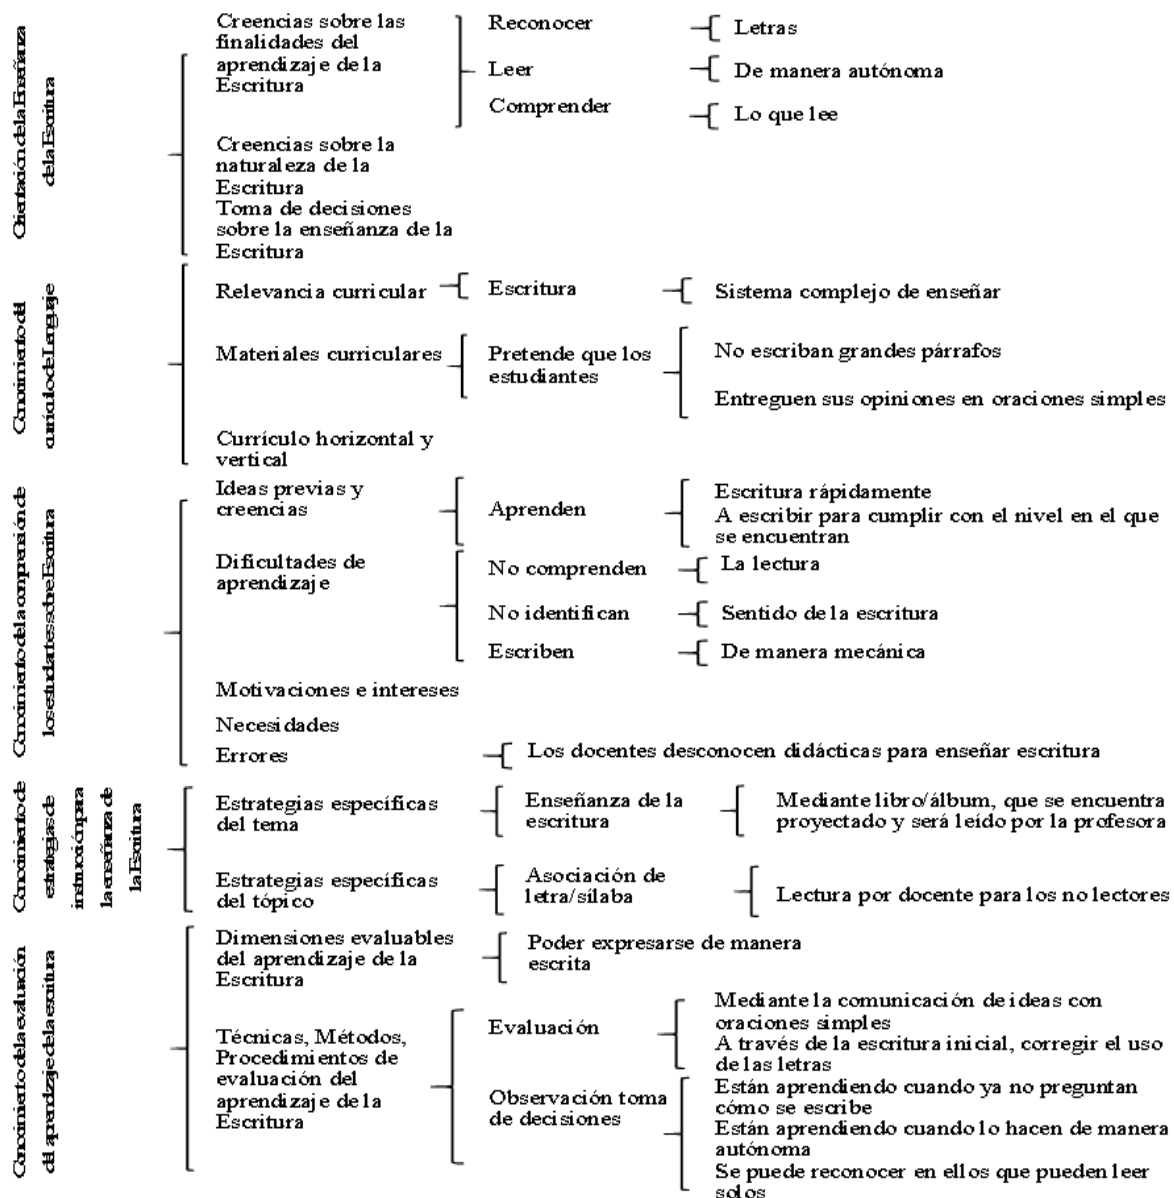 Orientación de la Enseñanza
de la Escritura
Creencias sobre las
finalidades del
aprendizaje de la
Escritura
Reconocer
Letras
Leer
De manera autónoma
Comprender
Lo que lee
Creencias sobre la
naturaleza de la
Escritura
Toma de decisiones
sobre la enseñanza de la
Escritura
Conocimiento del
currículo de Lenguaje
Relevancia curricular
Escritura
Sistema complejo de enseñar
Materiales curriculares
Pretende que los
estudiantes
No escriban grandes párrafos
Entreguen sus opiniones en oraciones simples
Currículo horizontal y
vertical
Conocimiento de la comprensión de
los estudiantes sobre Escritura
Ideas previas y
creencias
Aprenden
Escritura rápidamente
A escribir para cumplir con el nivel en el que
se encuentran
Dificultades de
aprendizaje
No comprenden
La lectura
No identifican
Sentido de la escritura
Escriben
De manera mecánica
Motivaciones e intereses
Necesidades
Errores
Los docentes desconocen didácticas para enseñar escritura
Conocimiento de
estrategias de
instrucción para
la enseñanza de
la Escritura
Estrategias específicas
del tema
Enseñanza de la
escritura
Mediante libro/álbum, que se encuentra
proyectado y será leído por la profesora
Estrategias específicas
del tópico
Asociación de
letra/sílaba
Lectura por docente para los no lectores
Conocimiento de la evaluación
del aprendizaje de la escritura
Dimensiones evaluables
del aprendizaje de la
Escritura
Poder expresarse de manera
escrita
Técnicas, Métodos,
Procedimientos de
evaluación del
aprendizaje de la
Escritura
Evaluación
Mediante la comunicación de ideas con
oraciones simples
A través de la escritura inicial, corregir el uso
de las letras
Observación toma
de decisiones
Están aprendiendo cuando ya no preguntan
cómo se escribe
Están aprendiendo cuando lo hacen de manera
autónoma
Se puede reconocer en ellos que pueden leer
solos